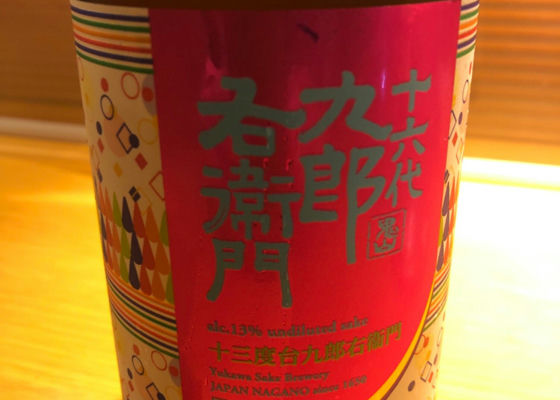 十六代
九郎
右衛門
alc.13% undiluted sake
十三度台九郎右衛門
Yukawa Sake Brewery
JAPAN NAGANO since 1650